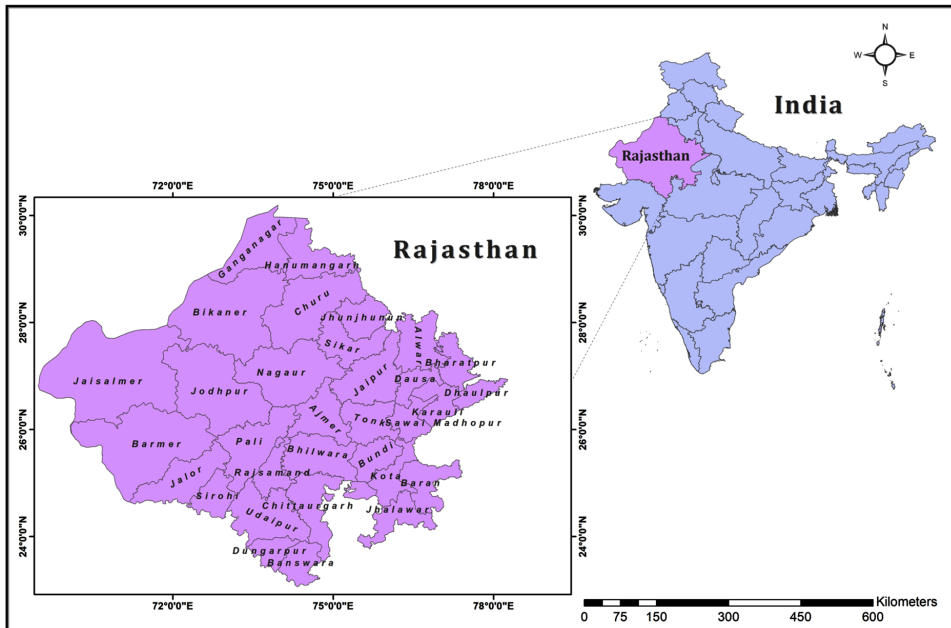 N
W E
S
India
Rajasthan
72°0'0"E 75°0'0"E 78°0'0"E
30°0'0"N
28°0'0"N
26°0'0"N
24°0'0"N
Rajasthan
Ganganagar
Hanumangarh
Churu
Bikaner
Jhunjhunun
Sikar
Alwar
Bharatpur
Nagaur
Jaipur
Dausa
Jaisalmer
Jodhpur
Dhaulpur
Karauli
Ajmer
Tonk
Sawai Madhopur
Barmer
Pali
Bhilwara
Bundi
Rajsamand
Jalor
Kota
Baran
Sirohi
Chittaurgarh
Jhalawar
Udaipur
Dungarpur
Banswara
30°0'0"N
28°0'0"N
26°0'0"N
24°0'0"N
72°0'0"E 75°0'0"E 78°0'0"E
Kilometers
0 75 150 300 450 600